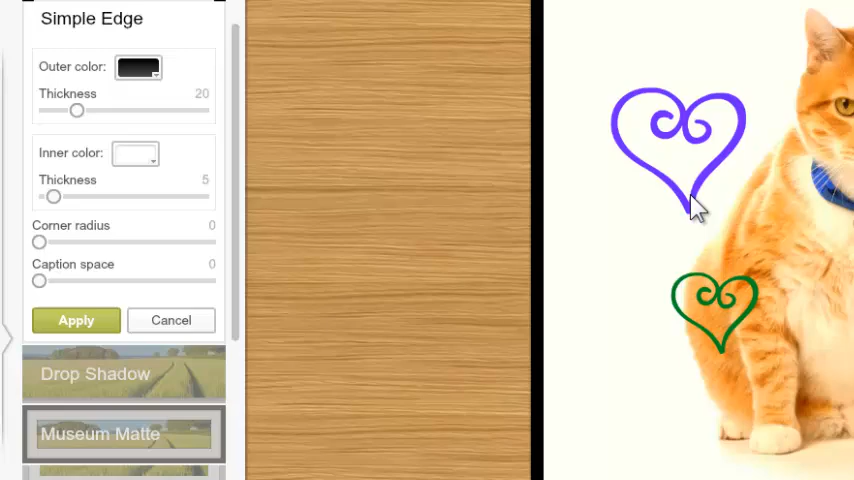 Simple Edge
Outer color:
Thickness 20
Inner color:
Thickness 5
Corner radius 0
Caption space 0
Apply Cancel
Drop Shadow
Museum Matte